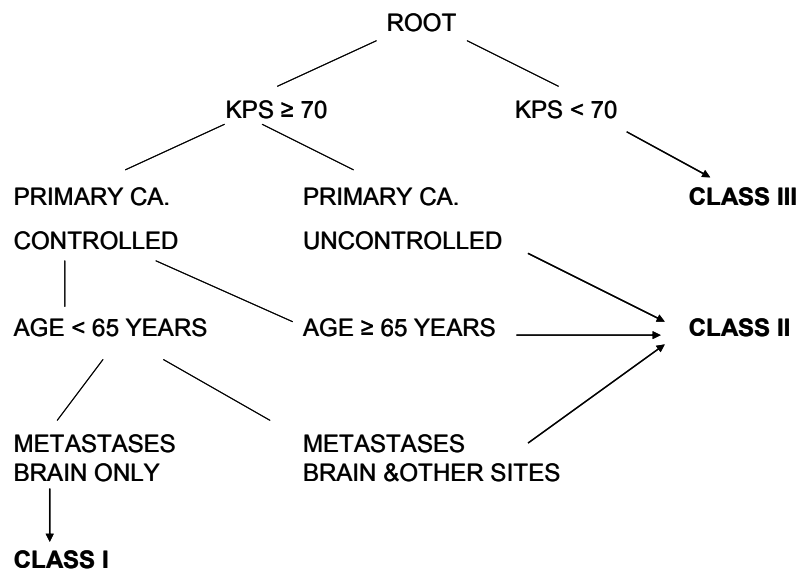 ROOT
KPS ≥ 70
KPS < 70
PRIMARY CA.
CONTROLLED
PRIMARY CA.
UNCONTROLLED
CLASS III
AGE < 65 YEARS
AGE ≥ 65 YEARS
CLASS II
METASTASES
BRAIN ONLY
METASTASES
BRAIN &OTHER SITES
CLASS I